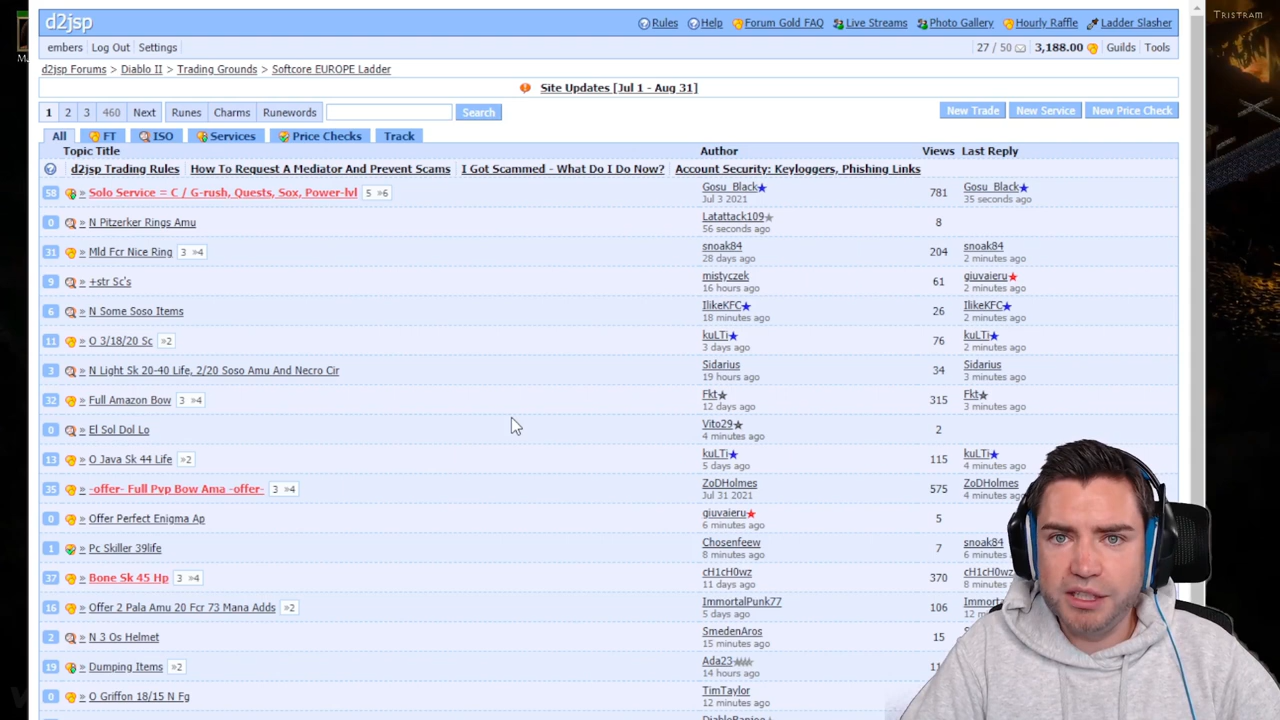 TRISTRAM
d2jsp
Rules Help Forum Gold FAQ Live Streams Photo Gallery Hourly Raffle Ladder Slasher
embers Log Out Settings 27 / 50 3,188.00 Guilds Tools
d2jsp Forums > Diablo II > Trading Grounds > Softcore EUROPE Ladder
Site Updates [Jul 1 - Aug 31]
1 2 3 460 Next Runes Charms Runewords Search New Trade New Service New Price Check
All FT ISO Services Price Checks Track
Topic Title Author Views Last Reply
d2jsp Trading Rules How To Request A Mediator And Prevent Scams I Got Scammed - What Do I Do Now? Account Security: Keyloggers, Phishing Links
58 » Solo Service = C / G-rush, Quests, Sox, Power-lvl 5 »6 Gosu_Black 781 Gosu_Black
Jul 3 2021 35 seconds ago
0 » N Pitzerker Rings Amu Latattack109 8
56 seconds ago
31 » Mld Fcr Nice Ring 3 »4 snoak84 204 snoak84
28 days ago 2 minutes ago
9 » +str Sc's mistyczek 61 giuvaieru
16 hours ago 2 minutes ago
6 » N Some Soso Items IlikeKFC 26 IlikeKFC
18 minutes ago 2 minutes ago
11 » O 3/18/20 Sc »2 kuLTi 76 kuLTi
3 days ago 2 minutes ago
3 » N Light Sk 20-40 Life, 2/20 Soso Amu And Necro Cir Sidarius 34 Sidarius
19 hours ago 3 minutes ago
32 » Full Amazon Bow 3 »4 Fkt 315 Fkt
12 days ago 3 minutes ago
0 » El Sol Dol Lo Vito29 2
4 minutes ago
13 » O Java Sk 44 Life »2 kuLTi 115 kuLTi
5 days ago 4 minutes ago
35 » -offer- Full Pvp Bow Ama -offer- 3 »4 ZoDHolmes 575 ZoDHolmes
Jul 31 2021 4 minutes ago
0 » Offer Perfect Enigma Ap giuvaieru 5
6 minutes ago
1 » Pc Skiller 39life Chosenfeew 7 snoak84
8 minutes ago 6 minutes
37 » Bone Sk 45 Hp 3 »4 cH1cH0wz 370 cH1cH0wz
11 days ago 8 minutes
16 » Offer 2 Pala Amu 20 Fcr 73 Mana Adds »2 ImmortalPunk77 106
5 days ago 12
2 » N 3 Os Helmet SmedenAros 15
15 minutes ago
19 » Dumping Items »2 Ada23
14 hours ago
0 » O Griffon 18/15 N Fg TimTaylor
12 minutes ago